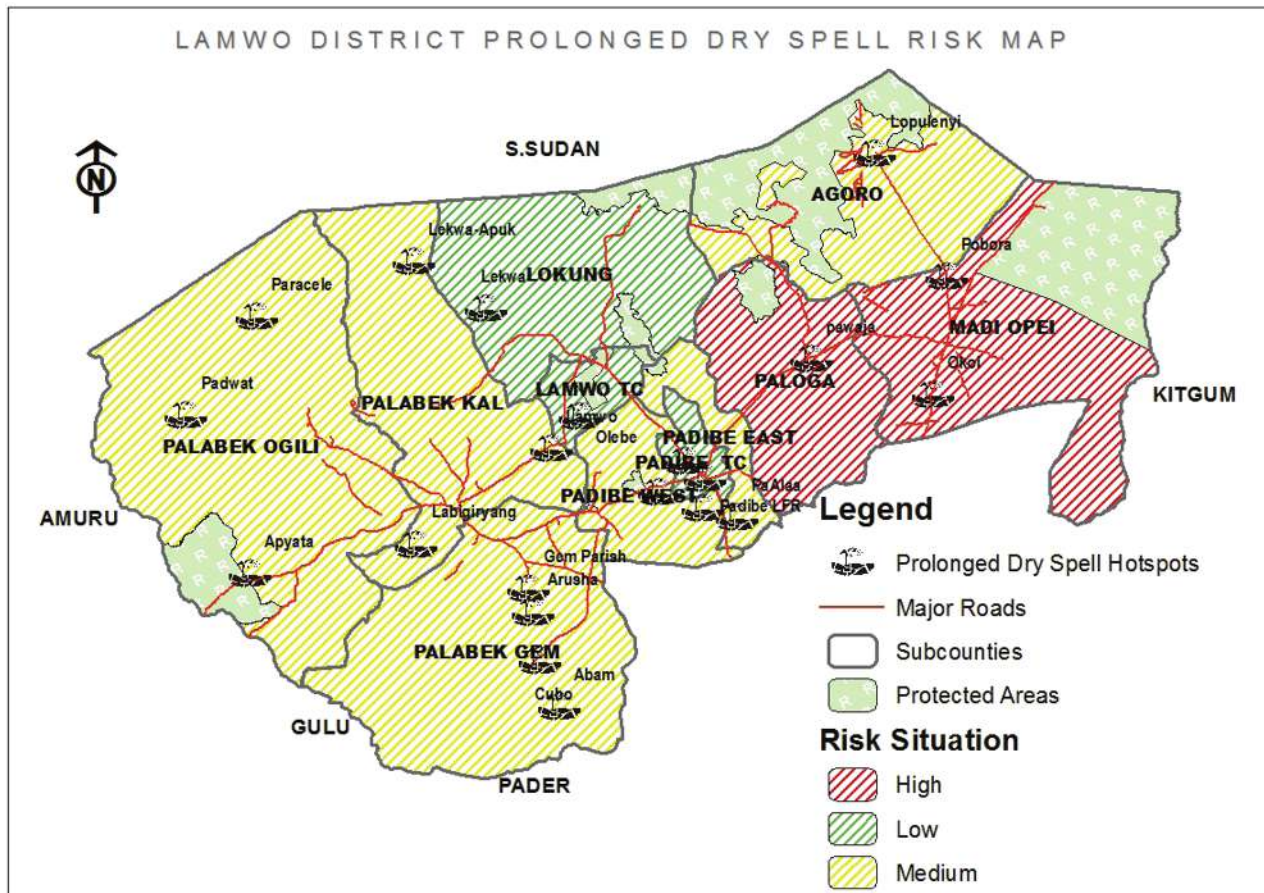 LAMWO DISTRICT PROLONGED DRY SPELL RISK MAP
N
S.SUDAN
Lopulenyi
AGORO
Pobora
Lekwa-Apuk
Lekwa
LOKUNG
Paracele
pawaja
MADI OPEI
Okol
PALOGA
KITGUM
Padwat
PALABEK KAL
LAMWO TC
Lamwo
Olebe
PADIBE EAST
PALABEK OGILI
PADIBE TC
PaAlaa
PADIBE WEST
Padibe LFR
AMURU
Labigiryang
Apyata
Gem Parish
Arusha
PALABEK GEM
Abam
Cubo
GULU
PADER
Legend
Prolonged Dry Spell Hotspots
Major Roads
Subcounties
R R R
Protected Areas
Risk Situation
High
Low
Medium